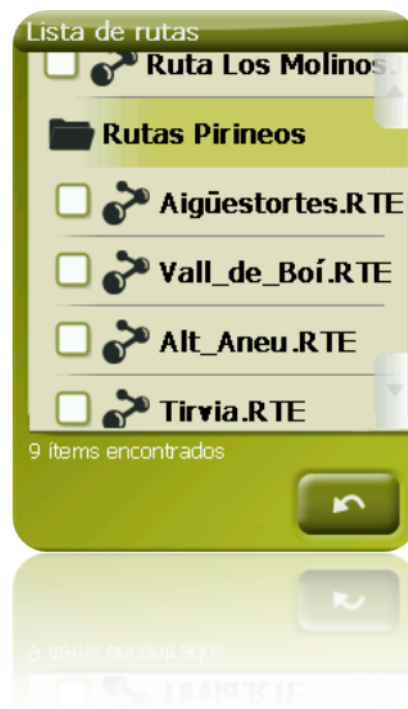 Lista de rutas
Ruta Los Molinos.
Rutas Pirineos
Aigüestortes.RTE
Vall_de_Boí.RTE
Alt_Aneu.RTE
Tirvia.RTE
9 ítems encontrados